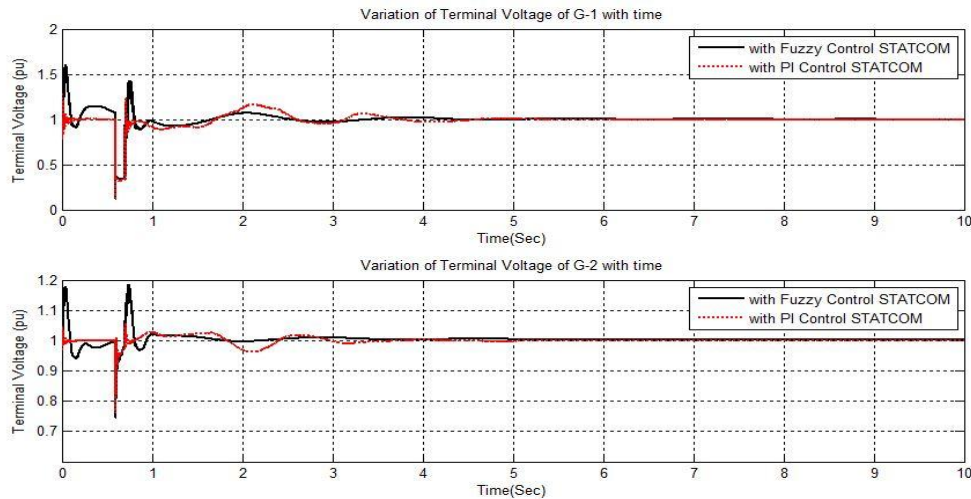 Variation of Terminal Voltage of G-1 with time
2
1.5
1
0.5
0
Terminal Voltage (pu)
with Fuzzy Control STATCOM
with PI Control STATCOM
0 1 2 3 4 5 6 7 8 9 10
Time(Sec)
Variation of Terminal Voltage of G-2 with time
1.2
1.1
1
0.9
0.8
0.7
Terminal Voltage (pu)
with Fuzzy Control STATCOM
with PI Control STATCOM
0 1 2 3 4 5 6 7 8 9 10
Time(Sec)